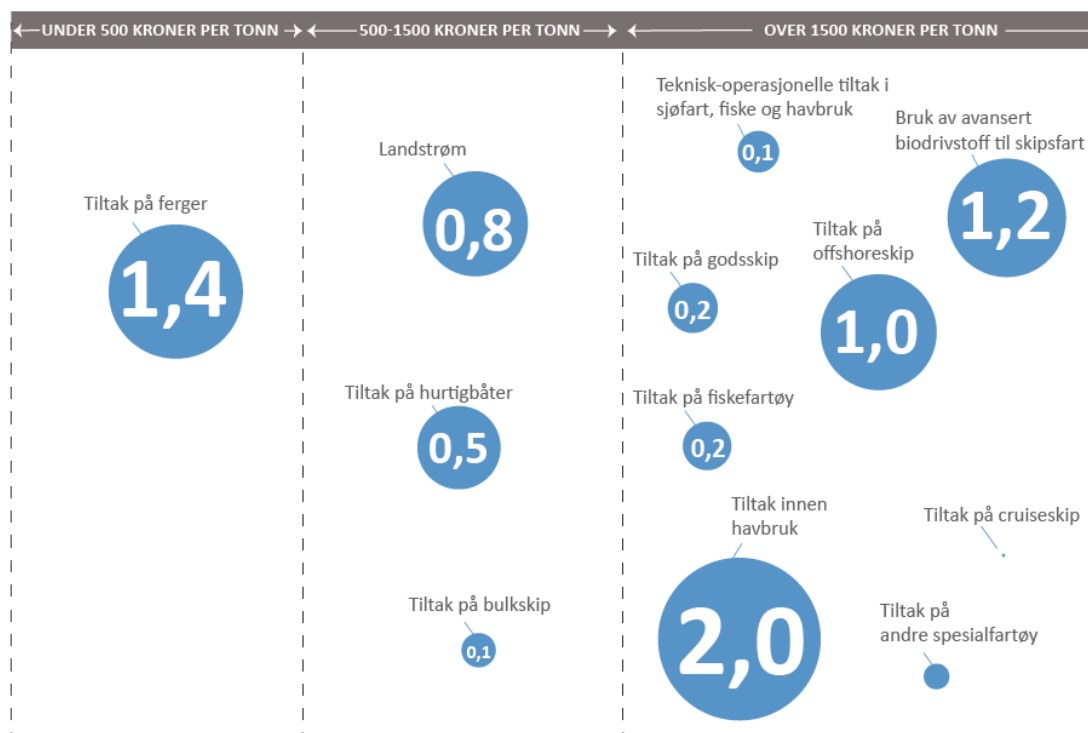 UNDER 500 KRONER PER TONN
500-1500 KRONER PER TONN
OVER 1500 KRONER PER TONN
Tiltak på ferger
1,4
Landstrøm
0,8
Tiltak på hurtigbåter
0,5
Tiltak på bulkskip
0,1
Teknisk-operasjonelle tiltak i
sjøfart, fiske og havbruk
0,1
Bruk av avansert
biodrivstoff til skipsfart
1,2
Tiltak på godsskip
0,2
Tiltak på
offshoreskip
1,0
Tiltak på fiskefartøy
0,2
Tiltak innen
havbruk
2,0
Tiltak på cruiseskip
Tiltak på
andre spesialfartøy